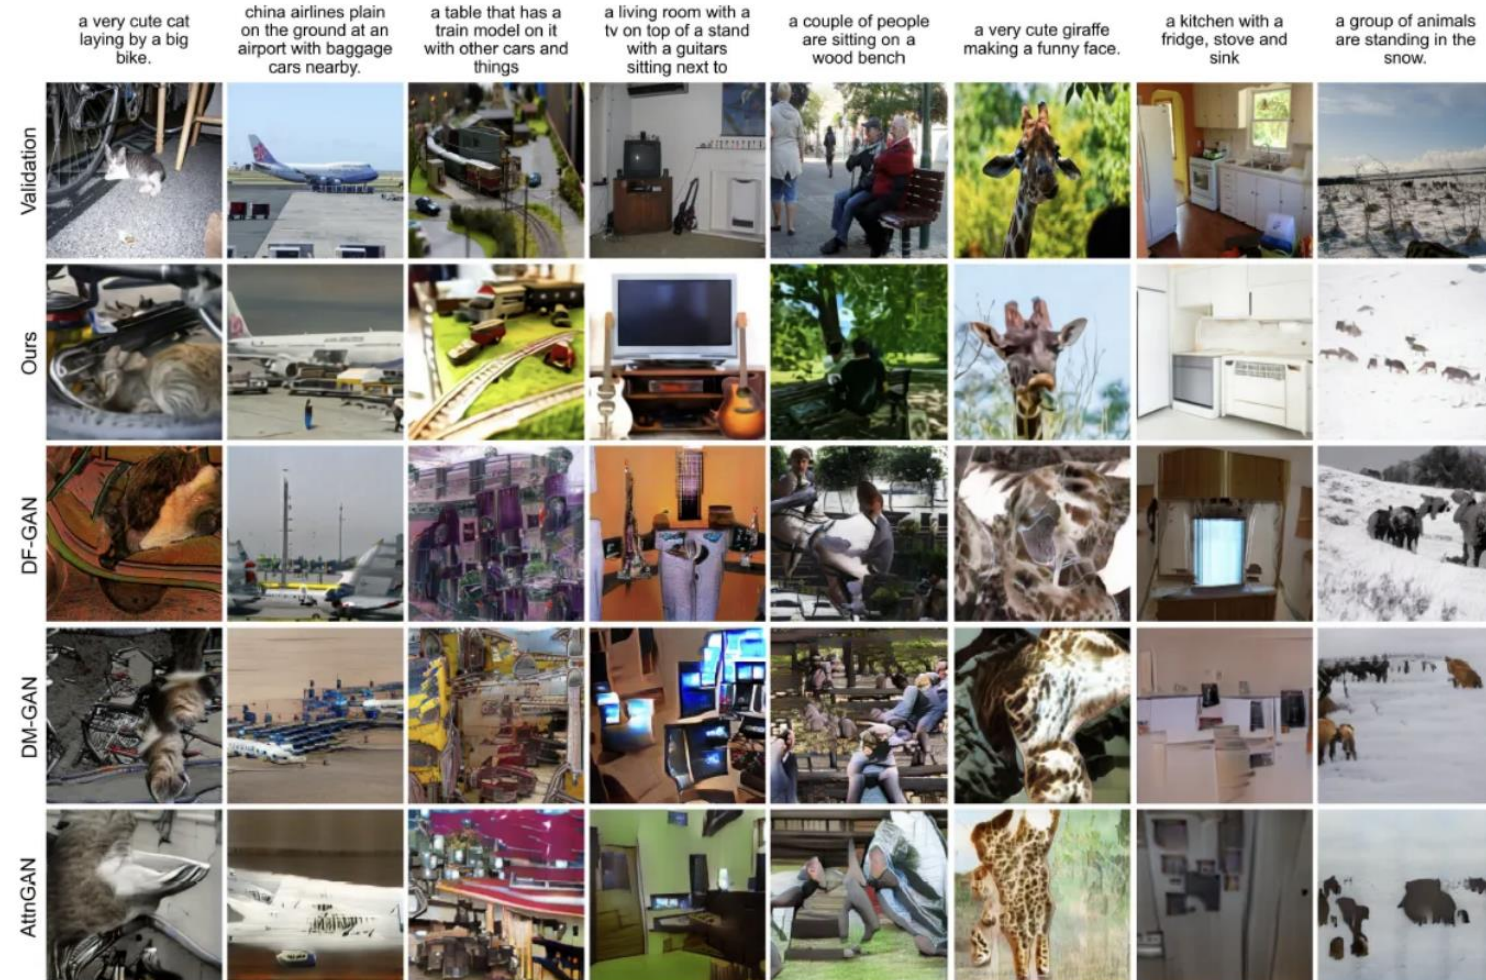 a very cute cat
laying by a big
bike.
china airlines plain
on the ground at an
airport with baggage
cars nearby.
a table that has a
train model on it
with other cars and
things
a living room with a
tv on top of a stand
with a guitars
sitting next to
a couple of people
are sitting on a
wood bench
a very cute giraffe
making a funny face.
a kitchen with a
fridge, stove and
sink
a group of animals
are standing in the
snow.
Validation
Ours
DF-GAN
DM-GAN
AttnGAN